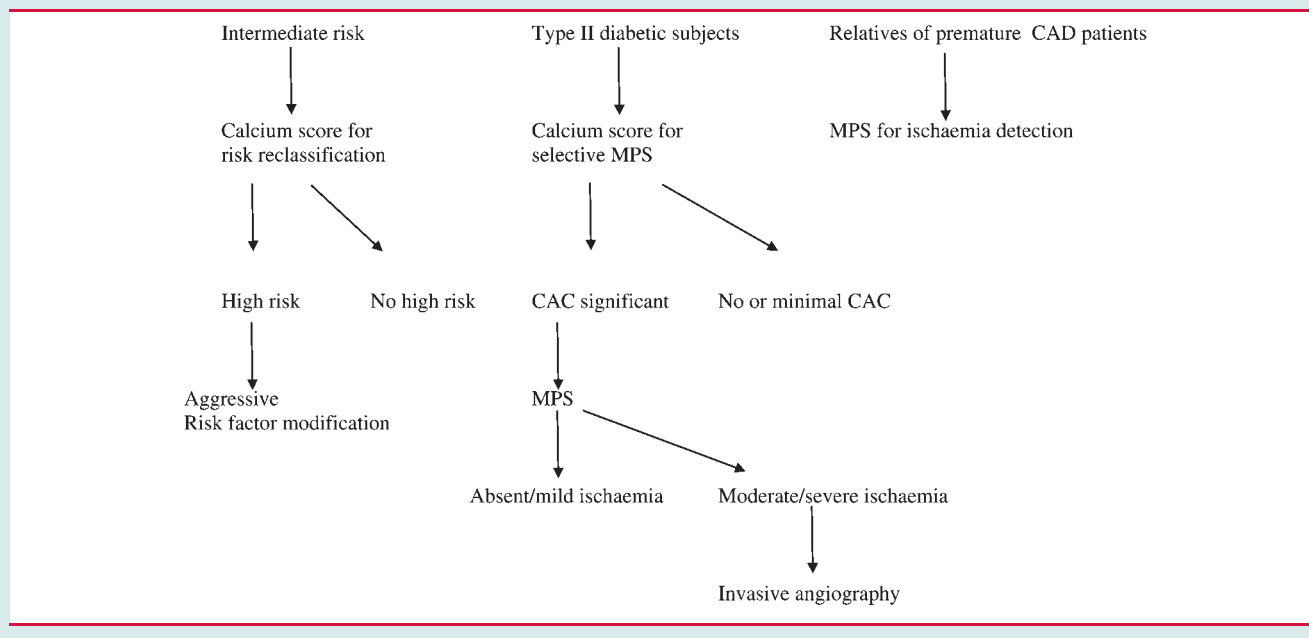 Intermediate risk
Type II diabetic subjects
Relatives of premature CAD patients
Calcium score for
risk reclassification
Calcium score for
selective MPS
MPS for ischaemia detection
High risk
No high risk
CAC significant
No or minimal CAC
Aggressive
Risk factor modification
MPS
Absent/mild ischaemia
Moderate/severe ischaemia
Invasive angiography